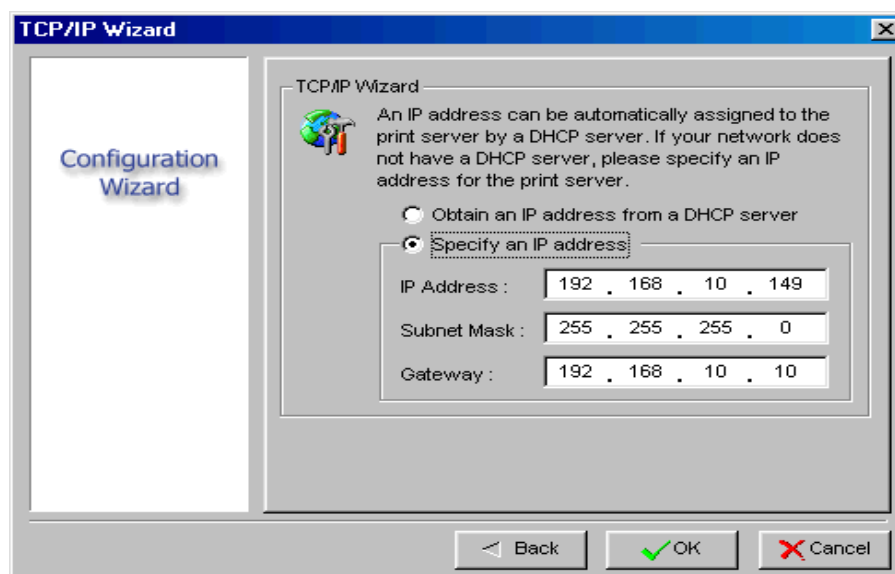 TCP/IP Wizard
Configuration
Wizard
TCP/IP Wizard
An IP address can be automatically assigned to the
print server by a DHCP server. If your network does
not have a DHCP server, please specify an IP
address for the print server.
Obtain an IP address from a DHCP server
Specify an IP address
IP Address : 192 . 168 . 10 . 149
Subnet Mask : 255 . 255 . 255 . 0
Gateway : 192 . 168 . 10 . 10
Back OK Cancel